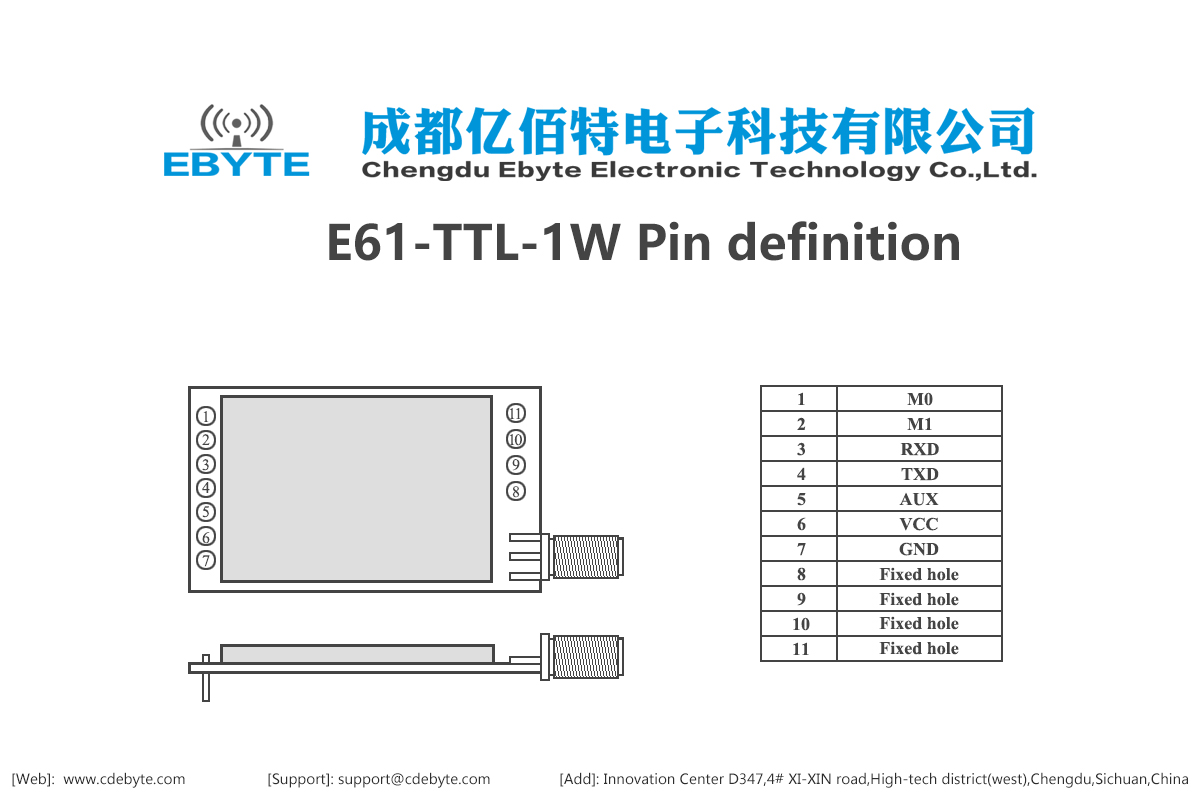 EBYTE
成都亿佰特电子科技有限公司
Chengdu Ebyte Electronic Technology Co.,Ltd.
E61-TTL-1W Pin definition
1
2
3
4
5
6
7
11
10
9
8
1 M0
2 M1
3 RXD
4 TXD
5 AUX
6 VCC
7 GND
8 Fixed hole
9 Fixed hole
10 Fixed hole
11 Fixed hole
[Web]: www.cdebyte.com [Support]: support@cdebyte.com [Add]: Innovation Center D347,4# XI-XIN road,High-tech district(west),Chengdu,Sichuan,China